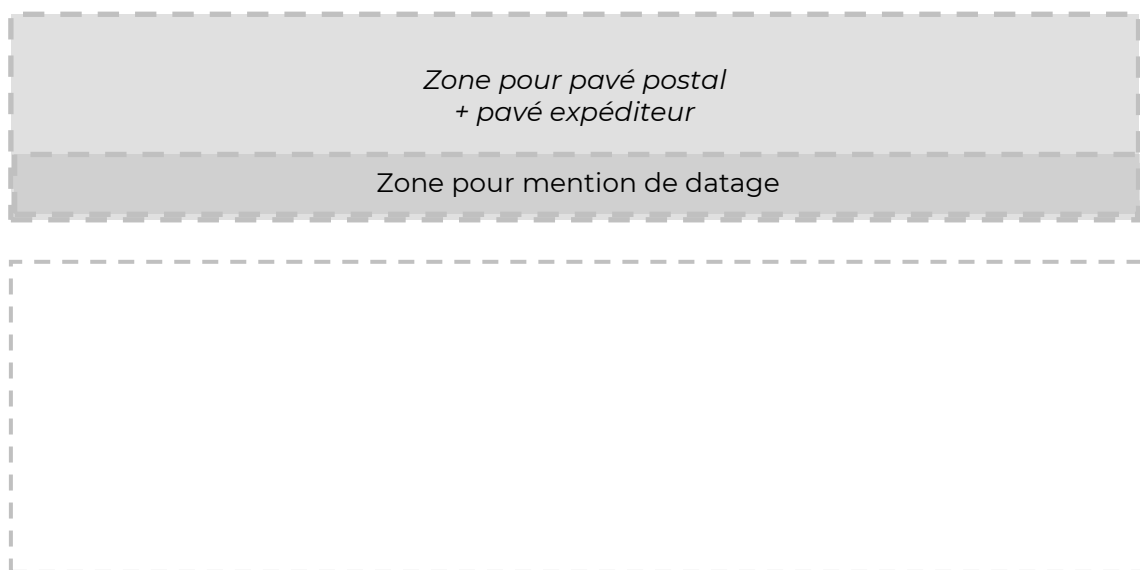 Zone pour pavé postal
+ pavé expéditeur
Zone pour mention de datage